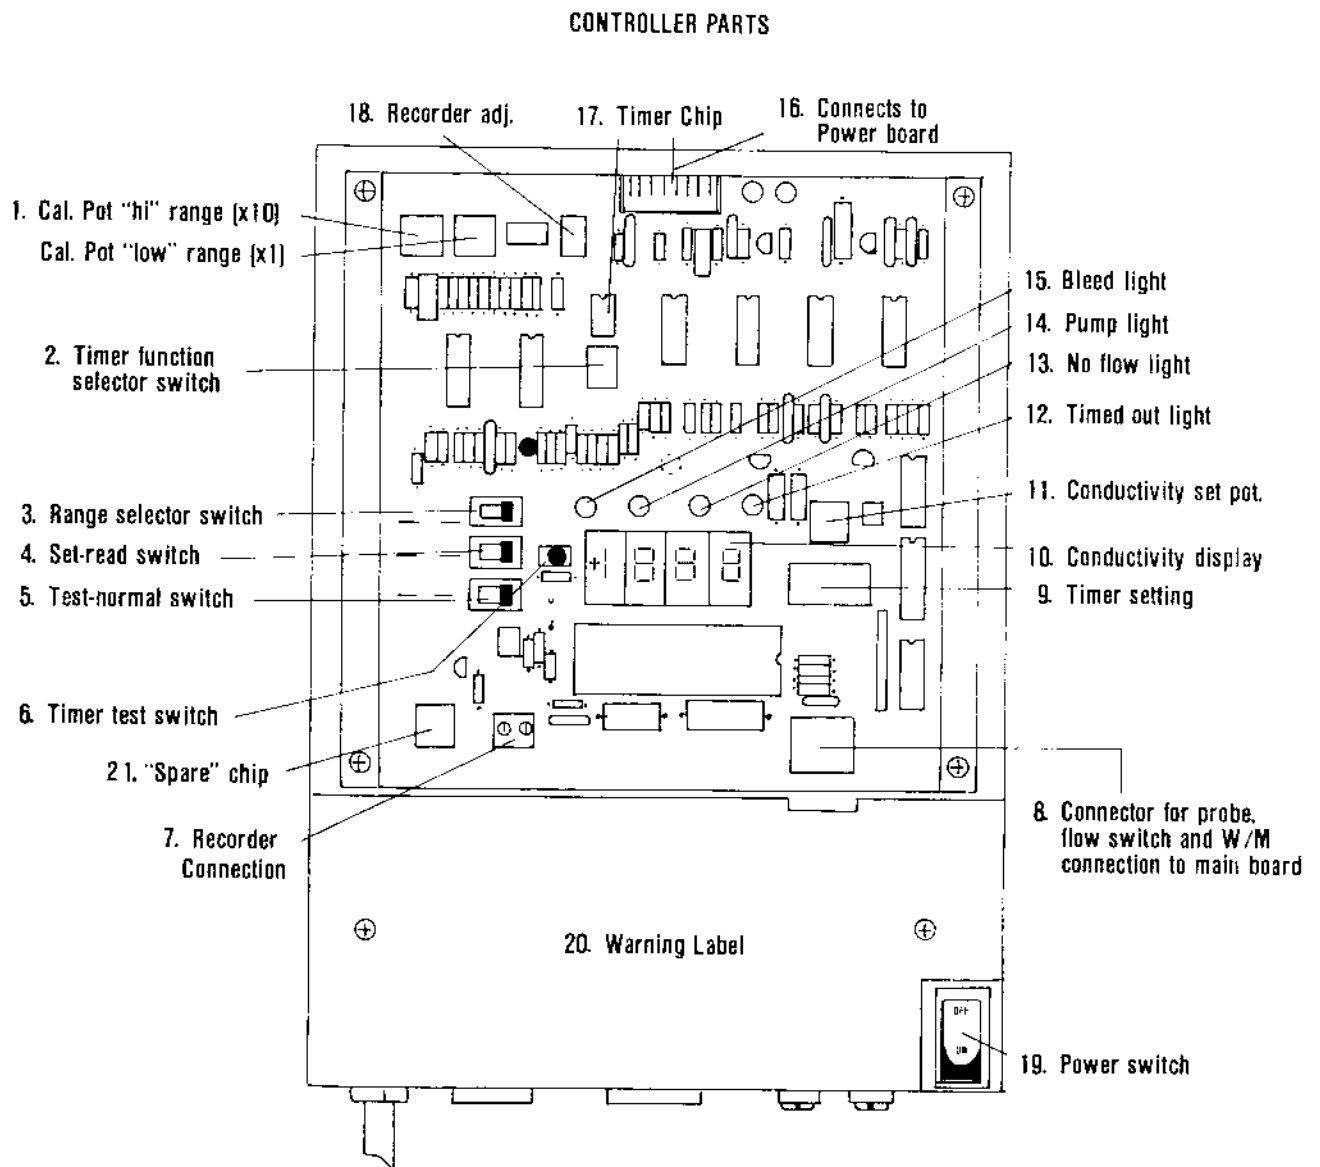 CONTROLLER PARTS
18. Recorder adj.
17. Timer Chip
16. Connects to
Power board
1. Cal. Pot "hi" range (x10)
Cal. Pot "low" range (x1)
2. Timer function
selector switch
3. Range selector switch
4. Set-read switch
5. Test-normal switch
6. Timer test switch
21. "Spare" chip
7. Recorder
Connection
15. Bleed light
14. Pump light
13. No flow light
12. Timed out light
11. Conductivity set pot.
10. Conductivity display
9. Timer setting
8. Connector for probe,
flow switch and W/M
connection to main board
20. Warning Label
OFF
ON
19. Power switch